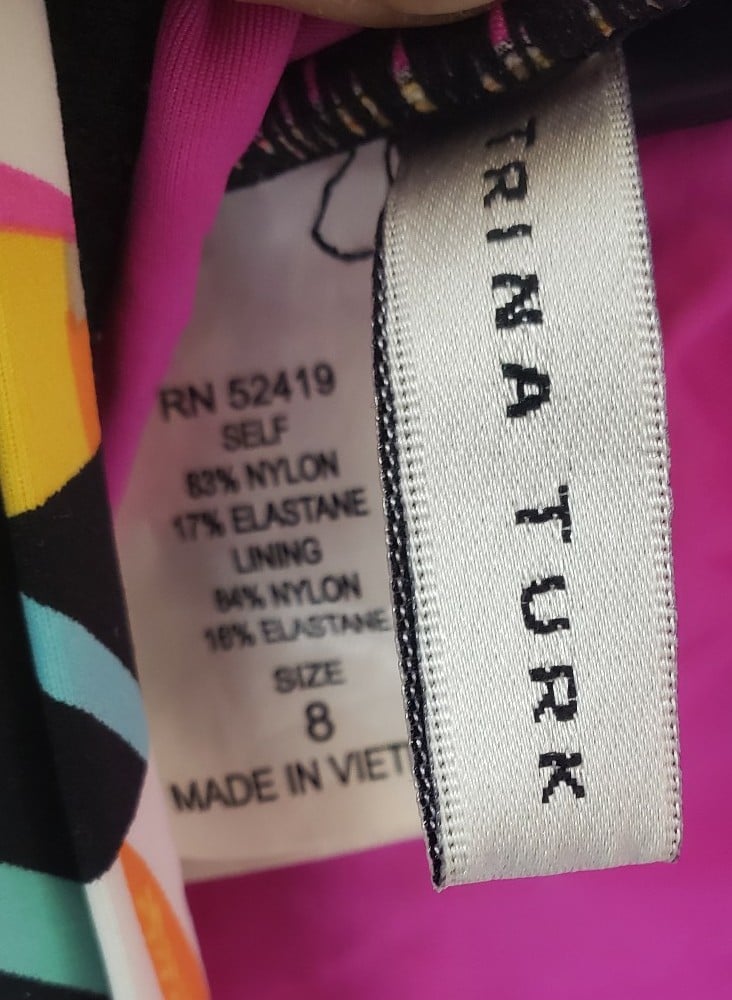 RN 52419
SELF
83% NYLON
17% ELASTANE
LINING
84% NYLON
16% ELASTANE
SIZE
8
MADE IN VIET
TRINA TURK